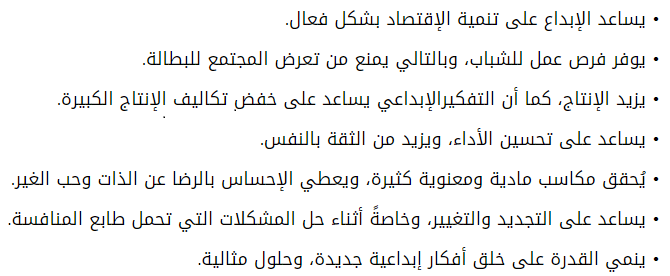 • يساعد الإبداع على تنمية الإقتصاد بشكل فعال.
• يوفر فرص عمل للشباب، وبالتالي يمنع من تعرض المجتمع للبطالة.
• يزيد الإنتاج، كما أن التفكيرالإبداعي يساعد على خفض تكاليف الإنتاج الكبيرة.
• يساعد على تحسين الأداء، ويزيد من الثقة بالنفس.
• يُحقق مكاسب مادية ومعنوية كثيرة، ويعطي الإحساس بالرضا عن الذات وحب الغير.
• يساعد على التجديد والتغيير، وخاصةً أثناء حل المشكلات التي تحمل طابع المنافسة.
• ينمي القدرة على خلق أفكار إبداعية جديدة، وحلول مثالية.